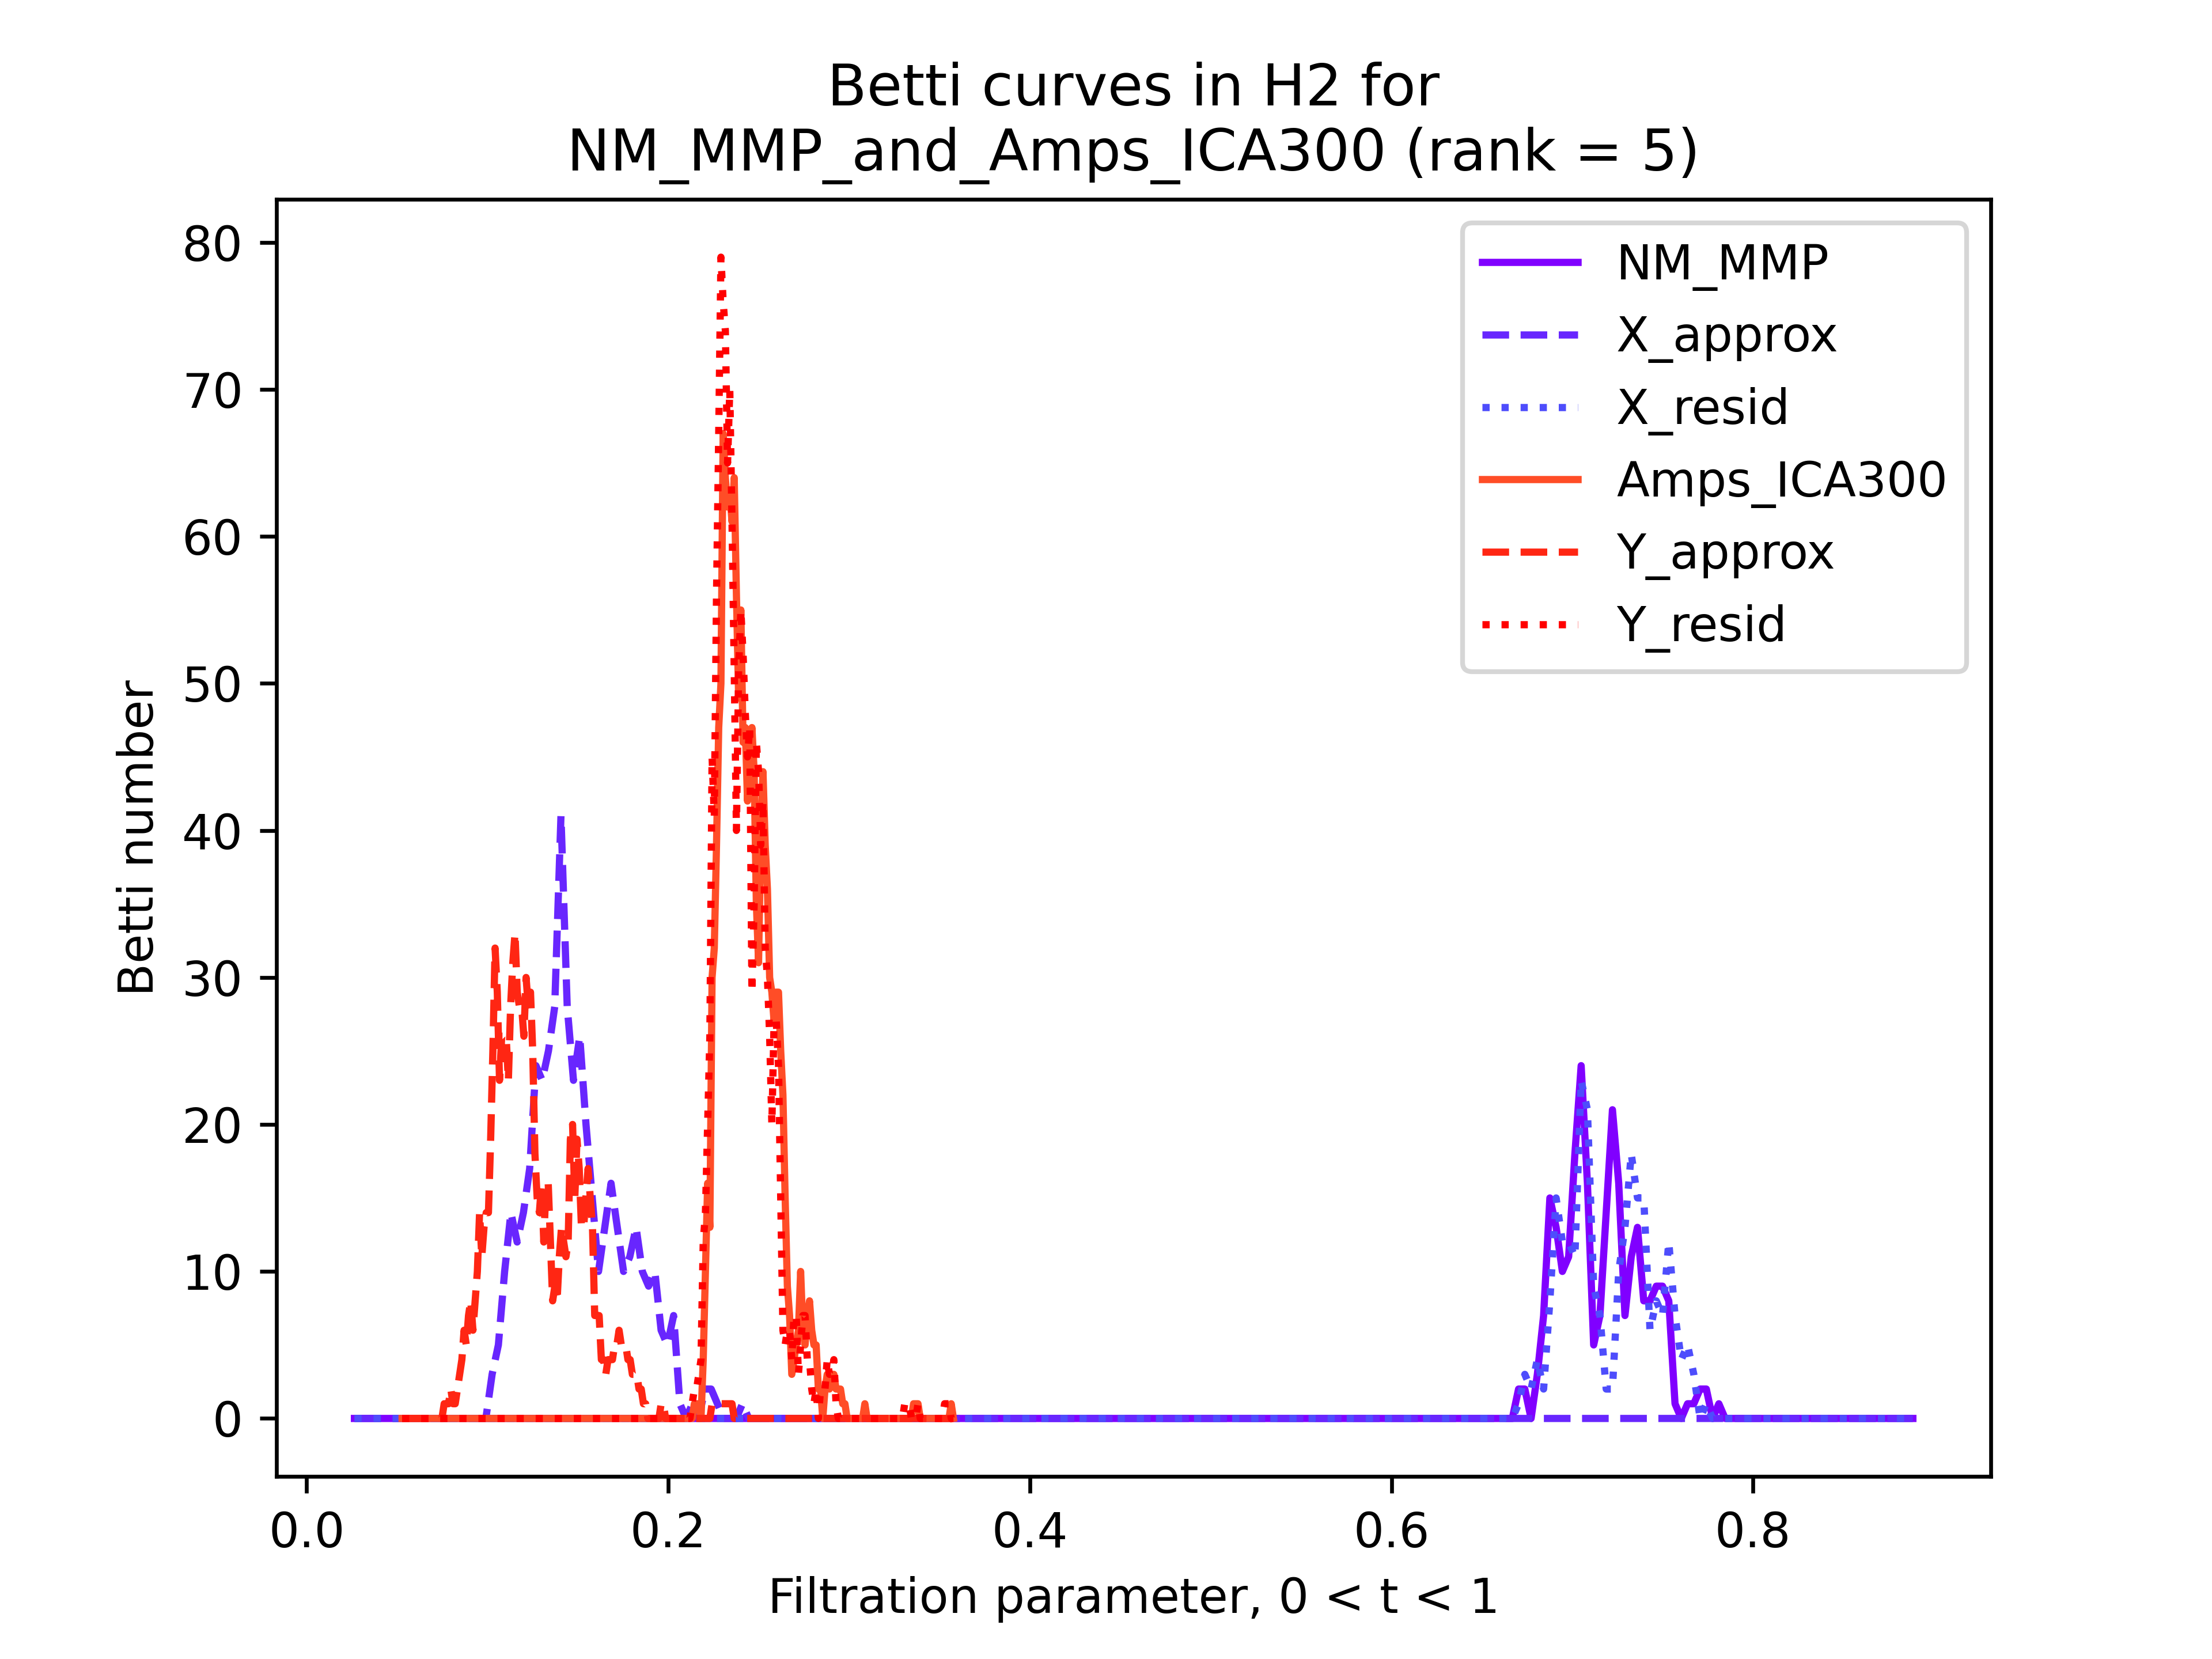 Betti curves in H2 for
NM_MMP_and_Amps_ICA300 (rank = 5)
80
70
60
50
40
30
20
10
0
Betti number
NM_MMP
X_approx
X_resid
Amps_ICA300
Y_approx
Y_resid
0.0 0.2 0.4 0.6 0.8
Filtration parameter, 0 < t < 1